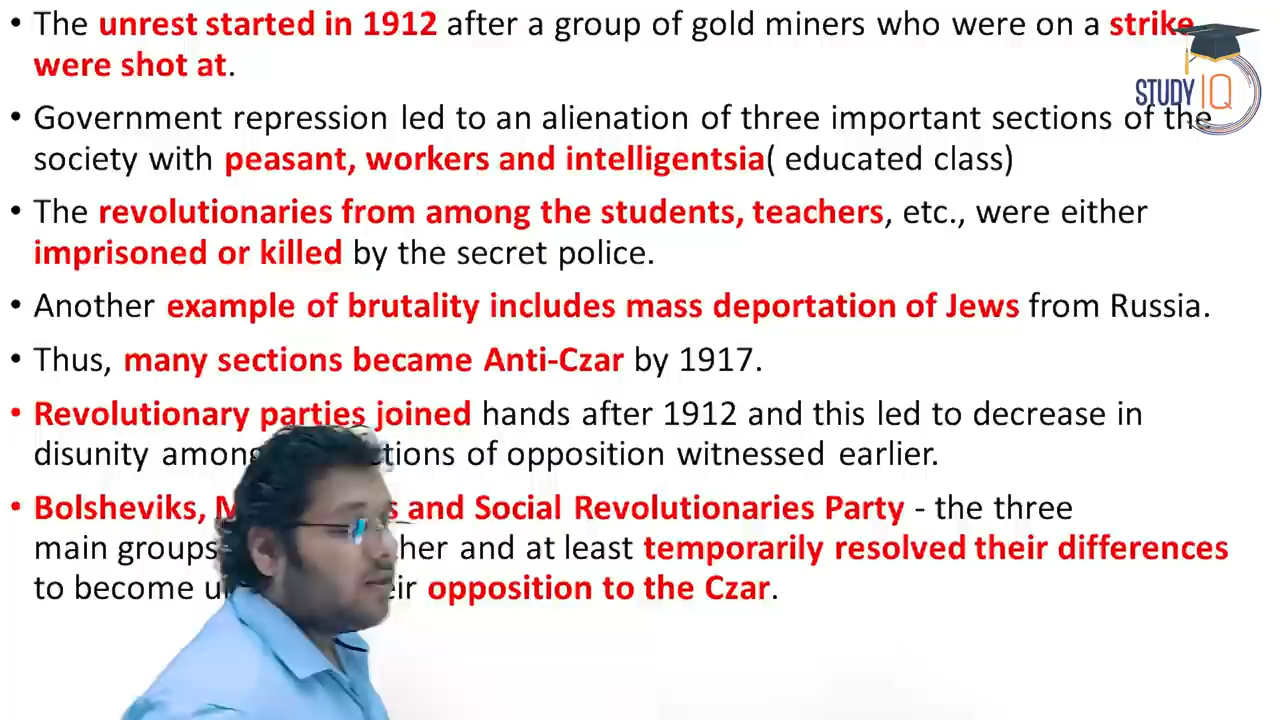 • The unrest started in 1912 after a group of gold miners who were on a strike
were shot at.
STUDY IQ
• Government repression led to an alienation of three important sections of the
society with peasant, workers and intelligentsia( educated class)
• The revolutionaries from among the students, teachers, etc., were either
imprisoned or killed by the secret police.
• Another example of brutality includes mass deportation of Jews from Russia.
• Thus, many sections became Anti-Czar by 1917.
• Revolutionary parties joined hands after 1912 and this led to decrease in
disunity among of opposition witnessed earlier.
• Bolsheviks, and Social Revolutionaries Party - the three
main groups and at least temporarily resolved their differences
to become opposition to the Czar.